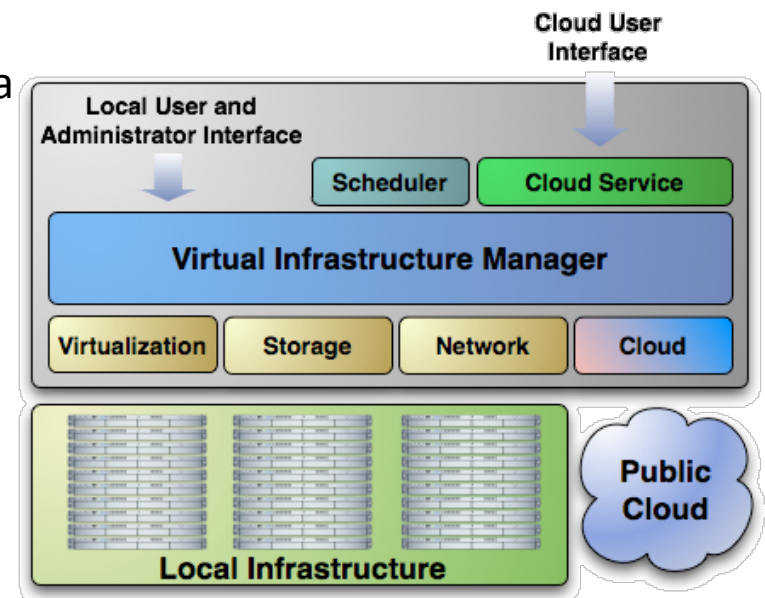 Cloud User
Interface
a
Local User and
Administrator Interface
Scheduler
Cloud Service
Virtual Infrastructure Manager
Virtualization
Storage
Network
Cloud
Public
Cloud
Local Infrastructure